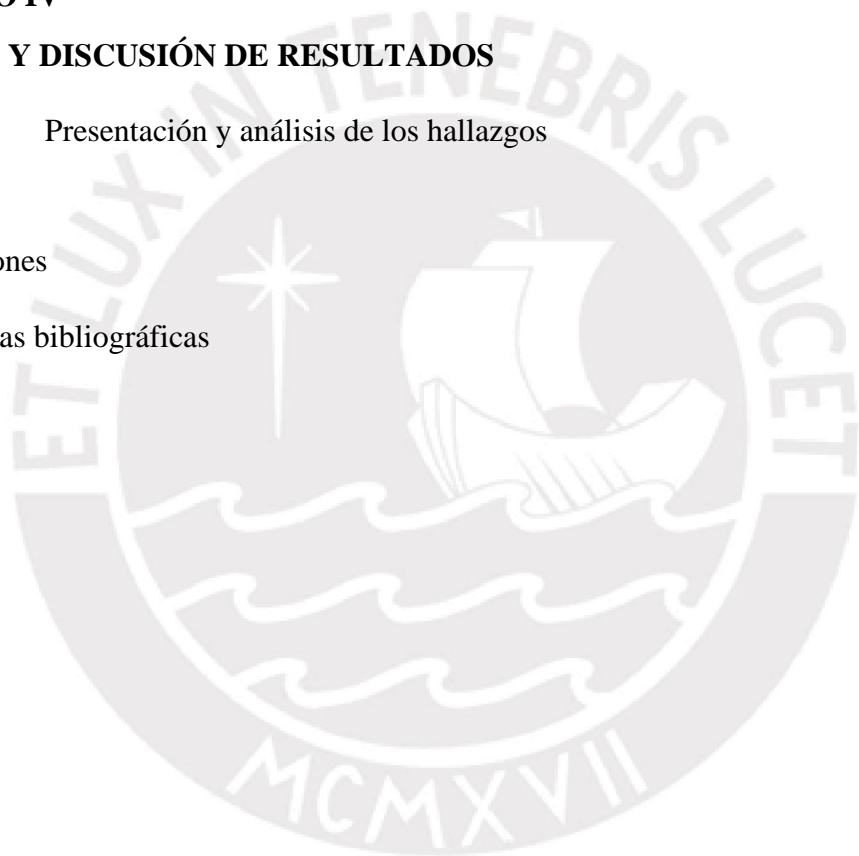 O IV
Y DISCUSIÓN DE RESULTADOS
Presentación y análisis de los hallazgos
ones
as bibliográficas
ET LUX IN TENEBRIS LUCET
MCMXVII